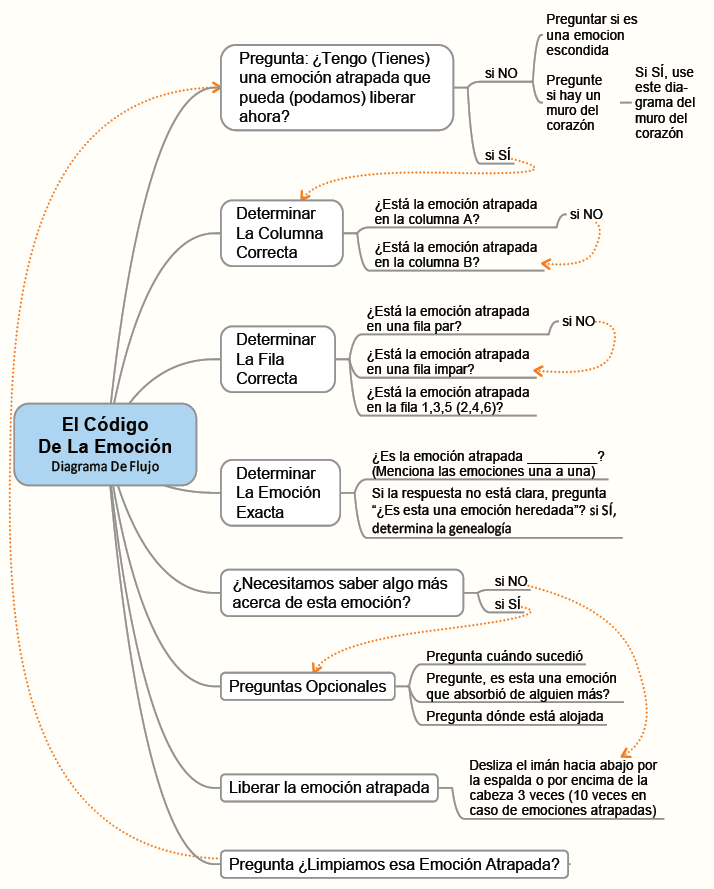 Pregunta: ¿Tengo (Tienes)
una emoción atrapada que
pueda (podamos) liberar
ahora?
si NO
Preguntar si es
una emocion
escondida
Pregunte
si hay un
muro del
corazón
Si SÍ, use
este dia-
grama del
muro del
corazón
si SÍ
Determinar
La Columna
Correcta
¿Está la emoción atrapada
en la columna A?
si NO
¿Está la emoción atrapada
en la columna B?
Determinar
La Fila
Correcta
¿Está la emoción atrapada
en una fila par?
si NO
¿Está la emoción atrapada
en una fila impar?
¿Está la emoción atrapada
en la fila 1,3,5 (2,4,6)?
El Código
De La Emoción
Diagrama De Flujo
Determinar
La Emoción
Exacta
¿Es la emoción atrapada _________?
(Menciona las emociones una a una)
Si la respuesta no está clara, pregunta
“¿Es esta una emoción heredada”? si SÍ,
determina la genealogía
¿Necesitamos saber algo más
acerca de esta emoción?
si NO
si SÍ
Preguntas Opcionales
Pregunta cuándo sucedió
Pregunte, es esta una emoción
que absorbió de alguien más?
Pregunta dónde está alojada
Liberar la emoción atrapada
Desliza el imán hacia abajo por
la espalda o por encima de la
cabeza 3 veces (10 veces en
caso de emociones atrapadas)
Pregunta ¿Limpiamos esa Emoción Atrapada?